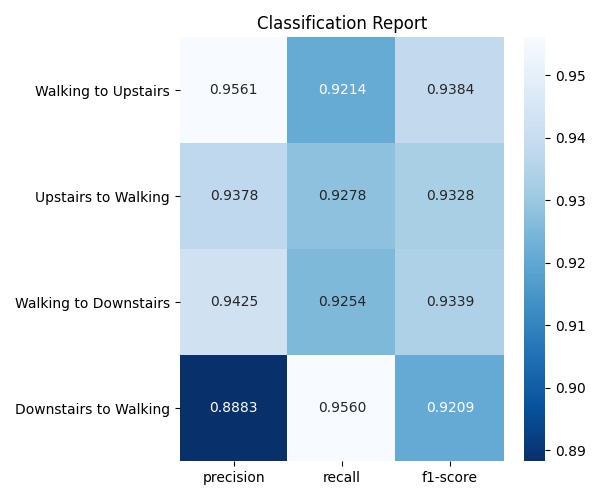 Classification Report
Walking to Upstairs 0.9561 0.9214 0.9384
Upstairs to Walking 0.9378 0.9278 0.9328
Walking to Downstairs 0.9425 0.9254 0.9339
Downstairs to Walking 0.8883 0.9560 0.9209
precision recall f1-score
0.95
0.94
0.93
0.92
0.91
0.90
0.89